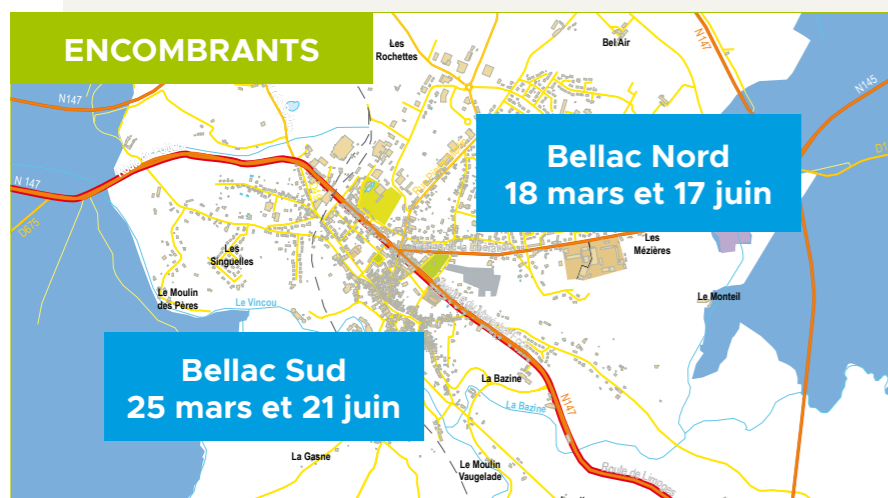 ENCOMBRANTS
Les
Rochettes
Bel Air
N147
N147
N145
Bellac Nord
18 mars et 17 juin
N 147
D675
Les
Singuelles
Les
Mézières
Le Moulin
des Pères
Le Vincou
Le Monteil
Bellac Sud
25 mars et 21 juin
La Bazine
La Bazine
N147
La Gasne
Le Moulin
Vaugelade
Route de Limoges